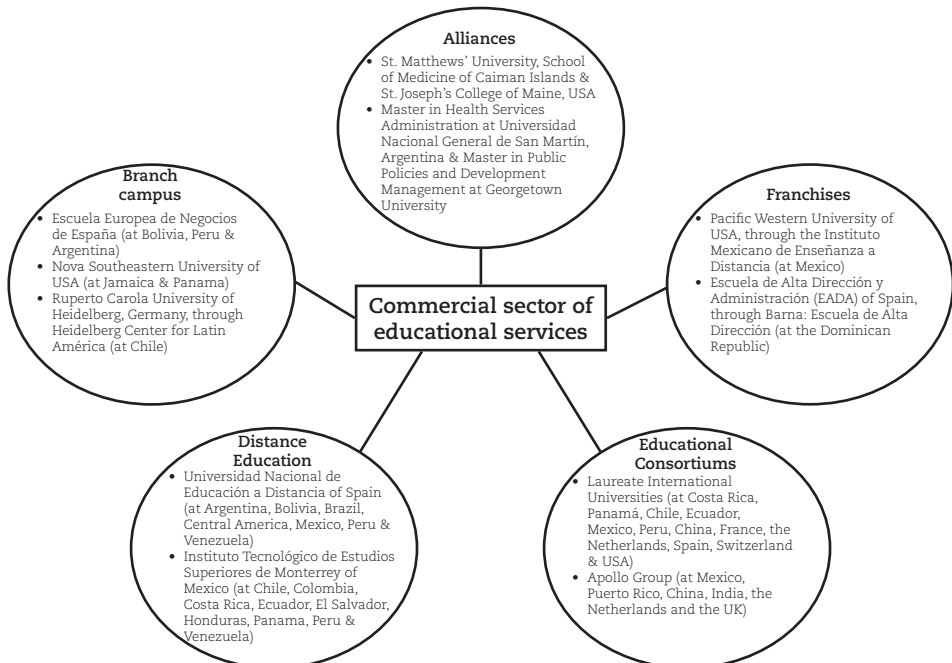 Alliances
• St. Matthews' University, School
of Medicine of Caiman Islands &
St. Joseph's College of Maine, USA
• Master in Health Services
Administration at Universidad
Nacional General de San Martín,
Argentina & Master in Public
Policies and Development
Management at Georgetown
University
Branch
campus
• Escuela Europea de Negocios
de España (at Bolivia, Peru &
Argentina)
• Nova Southeastern University of
USA (at Jamaica & Panama)
• Ruperto Carola University of
Heidelberg, Germany, through
Heidelberg Center for Latin
América (at Chile)
Franchises
• Pacific Western University of
USA, through the Instituto
Mexicano de Enseñanza a
Distancia (at Mexico)
• Escuela de Alta Dirección y
Administración (EADA) of Spain,
through Barna: Escuela de Alta
Dirección (at the Dominican
Republic)
Commercial sector of
educational services
Distance
Education
• Universidad Nacional de
Educación a Distancia of Spain
(at Argentina, Bolivia, Brazil,
Central America, Mexico, Peru &
Venezuela)
• Instituto Tecnológico de Estudios
Superiores de Monterrey of
Mexico (at Chile, Colombia,
Costa Rica, Ecuador, El Salvador,
Honduras, Panama, Peru &
Venezuela)
Educational
Consortiums
• Laureate International
Universities (at Costa Rica,
Panamá, Chile, Ecuador,
Mexico, Peru, China, France, the
Netherlands, Spain, Switzerland
& USA)
• Apollo Group (at Mexico,
Puerto Rico, China, India, the
Netherlands and the UK)